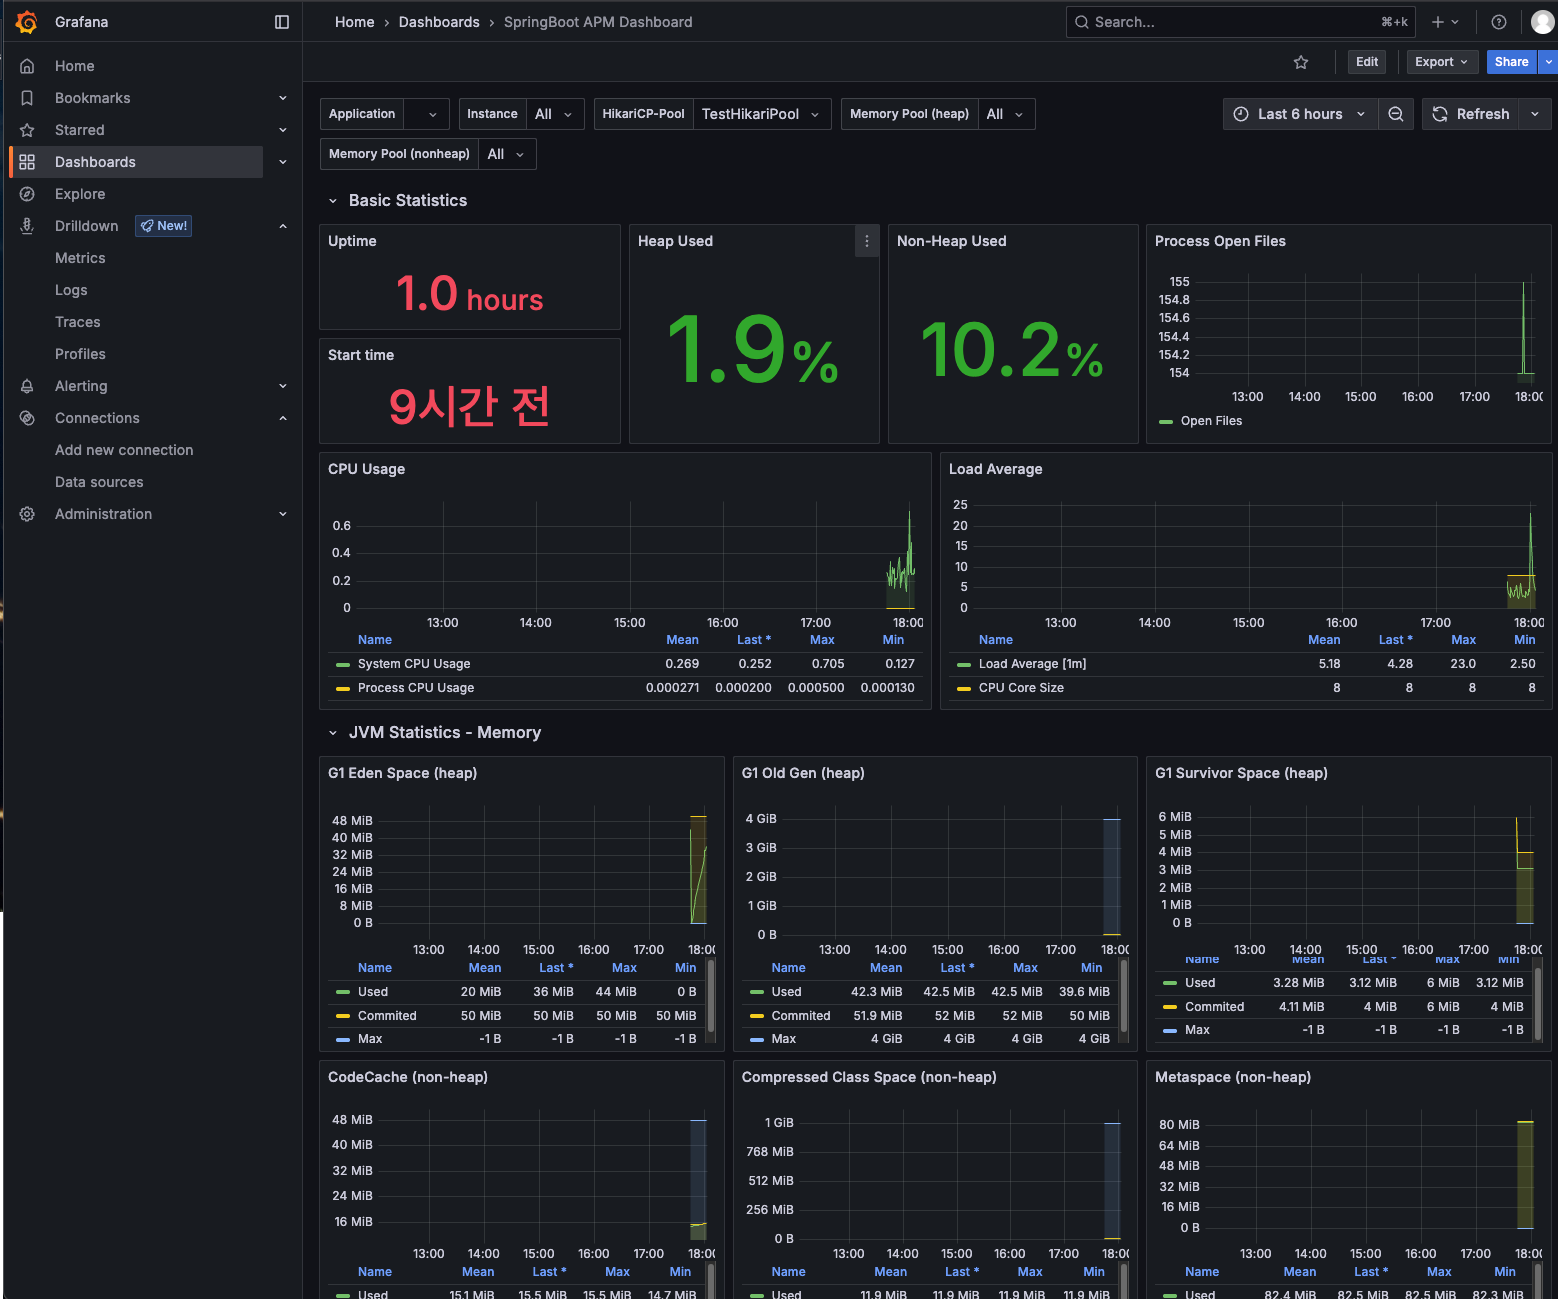 Grafana
Home › Dashboards › SpringBoot APM Dashboard
Search...
⌘+k
Home
Bookmarks
Starred
Dashboards
Explore
Drilldown New!
Metrics
Logs
Traces
Profiles
Alerting
Connections
Add new connection
Data sources
Administration
Edit
Export
Share
Application
Instance All
HikariCP-Pool TestHikariPool
Memory Pool (heap) All
Last 6 hours
Refresh
Memory Pool (nonheap) All
Basic Statistics
Uptime
1.0 hours
Start time
9시간 전
Heap Used
1.9%
Non-Heap Used
10.2%
Process Open Files
155
154.8
154.6
154.4
154.2
154
13:00 14:00 15:00 16:00 17:00 18:00
Open Files
CPU Usage
0.6
0.4
0.2
0
13:00 14:00 15:00 16:00 17:00 18:00
Name Mean Last * Max Min
System CPU Usage 0.269 0.252 0.705 0.127
Process CPU Usage 0.000271 0.000200 0.000500 0.000130
Load Average
25
20
15
10
5
0
13:00 14:00 15:00 16:00 17:00 18:00
Name Mean Last * Max Min
Load Average [1m] 5.18 4.28 23.0 2.50
CPU Core Size 8 8 8 8
JVM Statistics - Memory
G1 Eden Space (heap)
48 MiB
40 MiB
32 MiB
24 MiB
16 MiB
8 MiB
0 B
13:00 14:00 15:00 16:00 17:00 18:00
Name Mean Last * Max Min
Used 20 MiB 36 MiB 44 MiB 0 B
Commited 50 MiB 50 MiB 50 MiB 50 MiB
Max -1 B -1 B -1 B -1 B
G1 Old Gen (heap)
4 GiB
3 GiB
2 GiB
1 GiB
0 B
13:00 14:00 15:00 16:00 17:00 18:00
Name Mean Last * Max Min
Used 42.3 MiB 42.5 MiB 42.5 MiB 39.6 MiB
Commited 51.9 MiB 52 MiB 52 MiB 50 MiB
Max 4 GiB 4 GiB 4 GiB 4 GiB
G1 Survivor Space (heap)
6 MiB
5 MiB
4 MiB
3 MiB
2 MiB
1 MiB
0 B
13:00 14:00 15:00 16:00 17:00 18:00
Name Mean Last * Max Min
Used 3.28 MiB 3.12 MiB 6 MiB 3.12 MiB
Commited 4.11 MiB 4 MiB 6 MiB 4 MiB
Max -1 B -1 B -1 B -1 B
CodeCache (non-heap)
48 MiB
40 MiB
32 MiB
24 MiB
16 MiB
13:00 14:00 15:00 16:00 17:00 18:00
Name Mean Last * Max Min
Used 15.1 MiB 15.5 MiB 15.5 MiB 14.7 MiB
Compressed Class Space (non-heap)
1 GiB
768 MiB
512 MiB
256 MiB
0 B
13:00 14:00 15:00 16:00 17:00 18:00
Name Mean Last * Max Min
Used 11.9 MiB 11.9 MiB 11.9 MiB 11.9 MiB
Metaspace (non-heap)
80 MiB
64 MiB
48 MiB
32 MiB
16 MiB
0 B
13:00 14:00 15:00 16:00 17:00 18:00
Name Mean Last * Max Min
Used 82.4 MiB 82.5 MiB 82.5 MiB 82.3 MiB